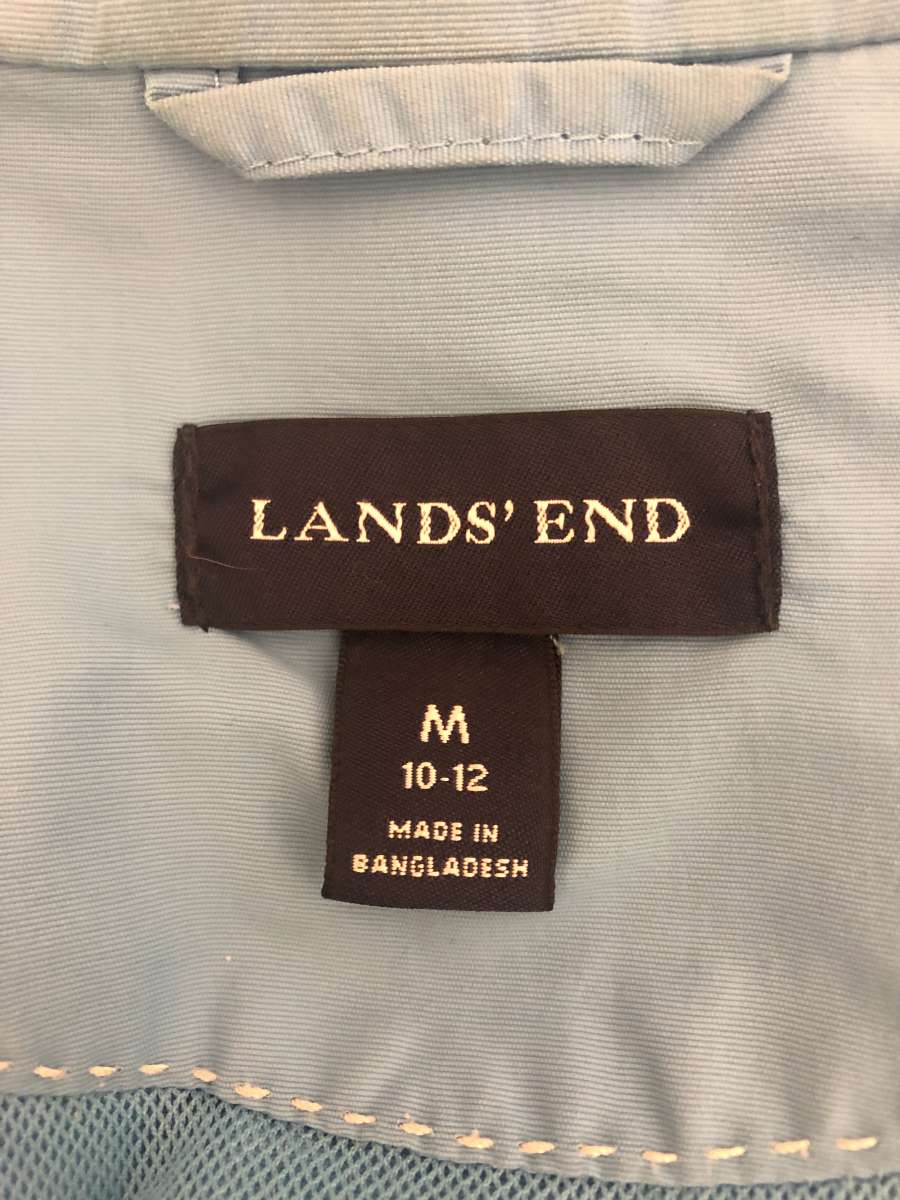 LANDS' END
M
10-12
MADE IN
BANGLADESH